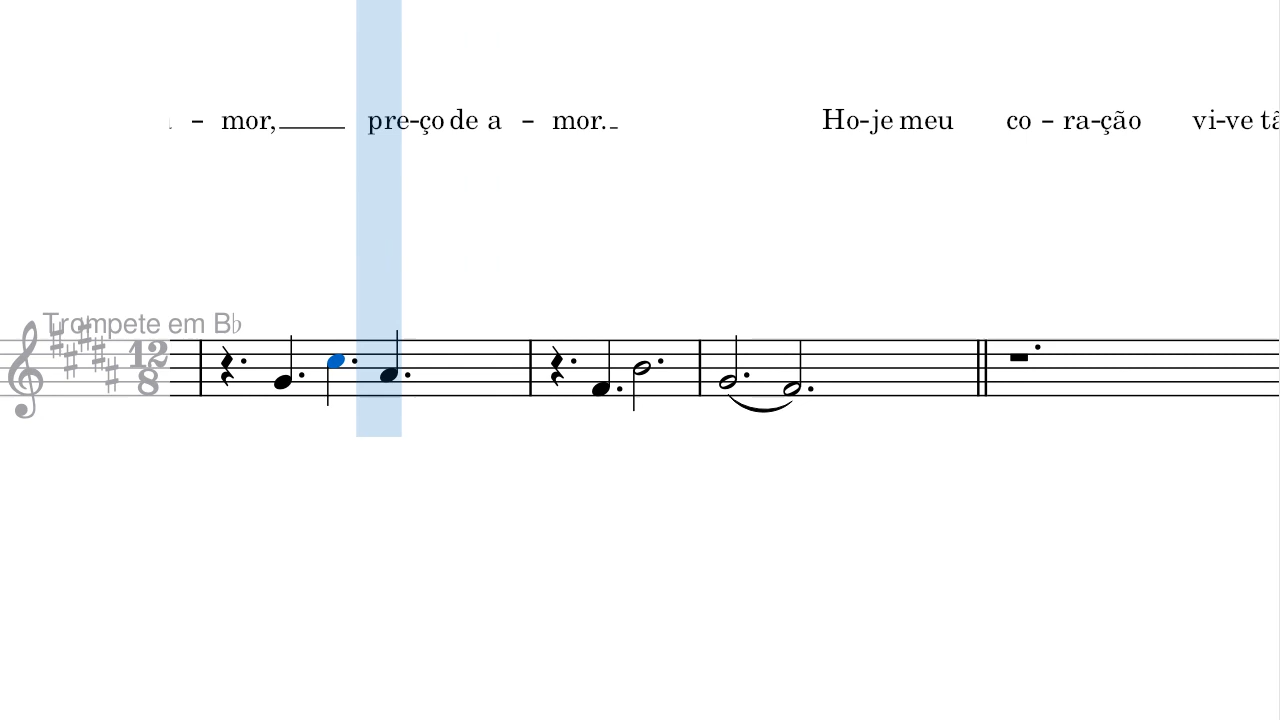 – mor, pre-ço de a – mor. Ho-je meu co – ra-ção vi-ve
Trompete em B♭
12
8